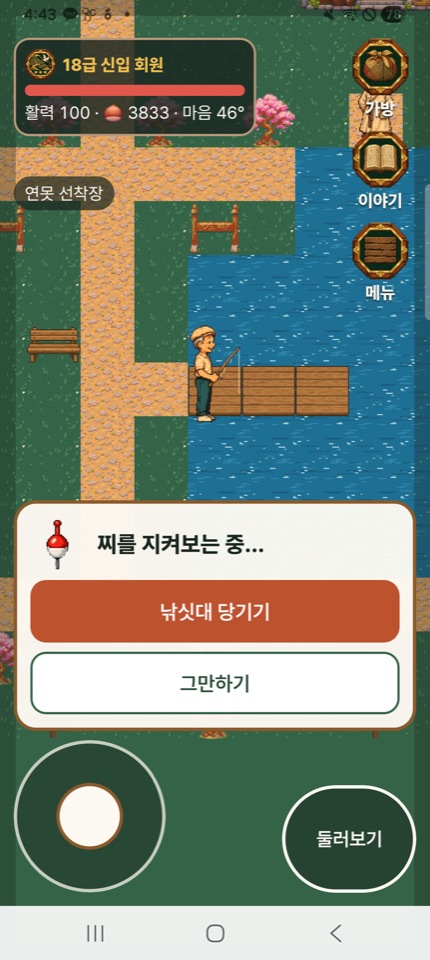 4:43
78
18급 신입 회원
활력 100 · 3833 · 마음 46°
가방
연못 선착장
이야기
메뉴
찌를 지켜보는 중...
낚싯대 당기기
그만하기
둘러보기